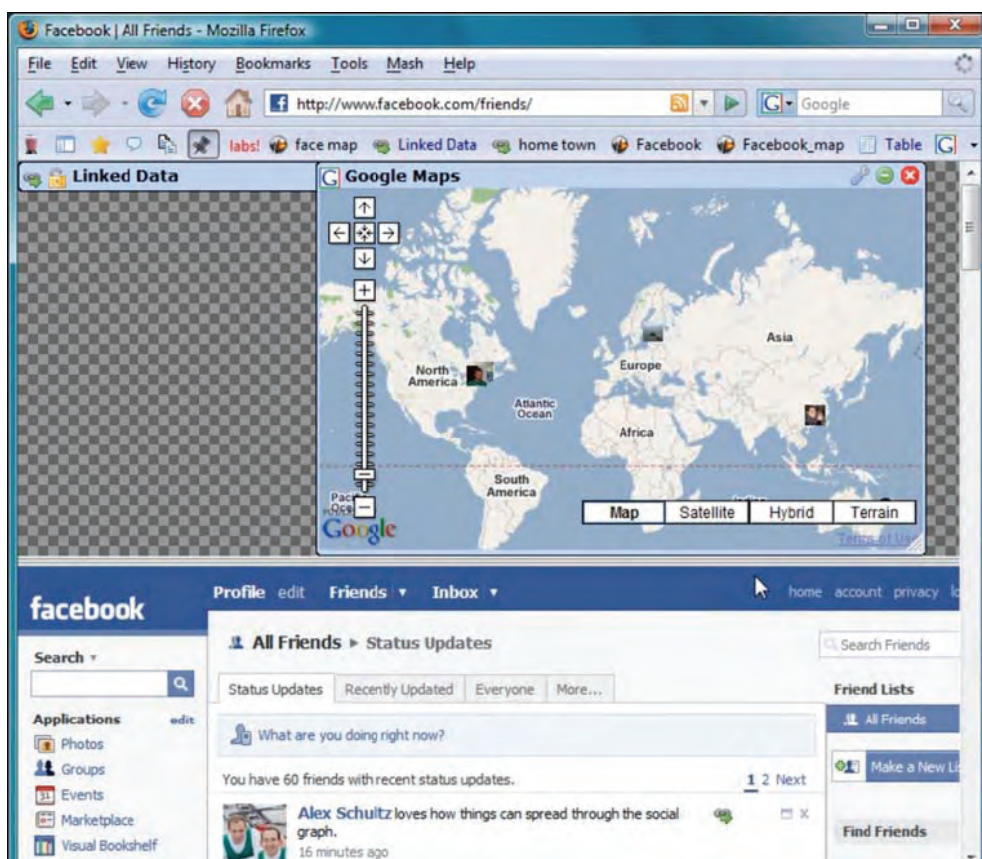 Facebook | All Friends - Mozilla Firefox
File Edit View History Bookmarks Tools Mash Help
http://www.facebook.com/friends/ G Google
labs! face map Linked Data home town Facebook Facebook_map Table G
Linked Data
G Google Maps
Asia
Europe
North
America
Atlantic
Ocean
Africa
South
America
Map Satellite Hybrid Terrain
Google
Terms of Use
facebook
Profile edit Friends Inbox home account privacy
All Friends Status Updates
Search Friends
Search
Status Updates Recently Updated Everyone More...
Friend Lists
Applications edit
All Friends
What are you doing right now?
Photos
Groups
Make a New
You have 60 friends with recent status updates. 1 2 Next
31 Events
Marketplace
Alex Schultz loves how things can spread through the social
graph.
Find Friends
Visual Bookshelf
16 minutes ago